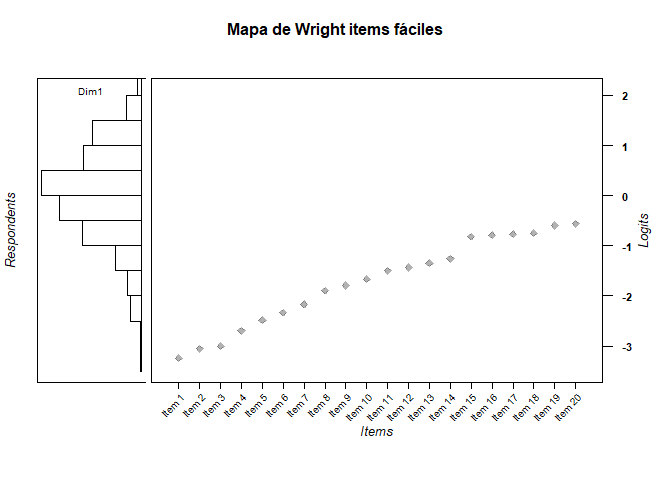 Mapa de Wright items fáciles
Dim1
Respondents
2
1
0
-1
-2
-3
Logits
Item 1
Item 2
Item 3
Item 4
Item 5
Item 6
Item 7
Item 8
Item 9
Item 10
Item 11
Item 12
Item 13
Item 14
Item 15
Item 16
Item 17
Item 18
Item 19
Item 20
Items